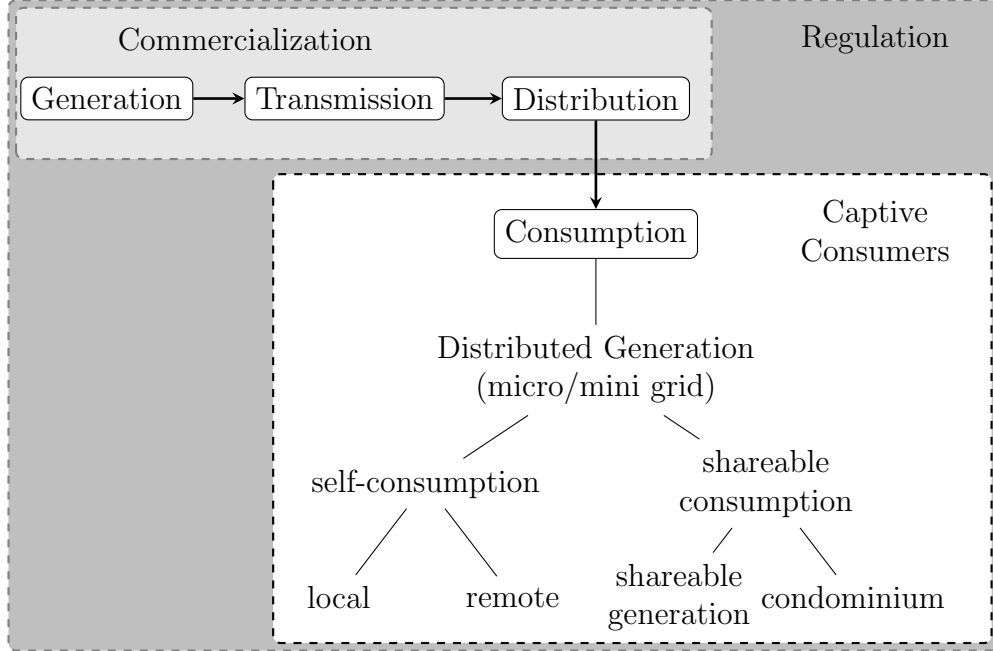 Commercialization
Regulation
Generation
Transmission
Distribution
Captive
Consumers
Consumption
Distributed Generation
(micro/mini grid)
self-consumption
shareable
consumption
local
remote
shareable
generation
condominium